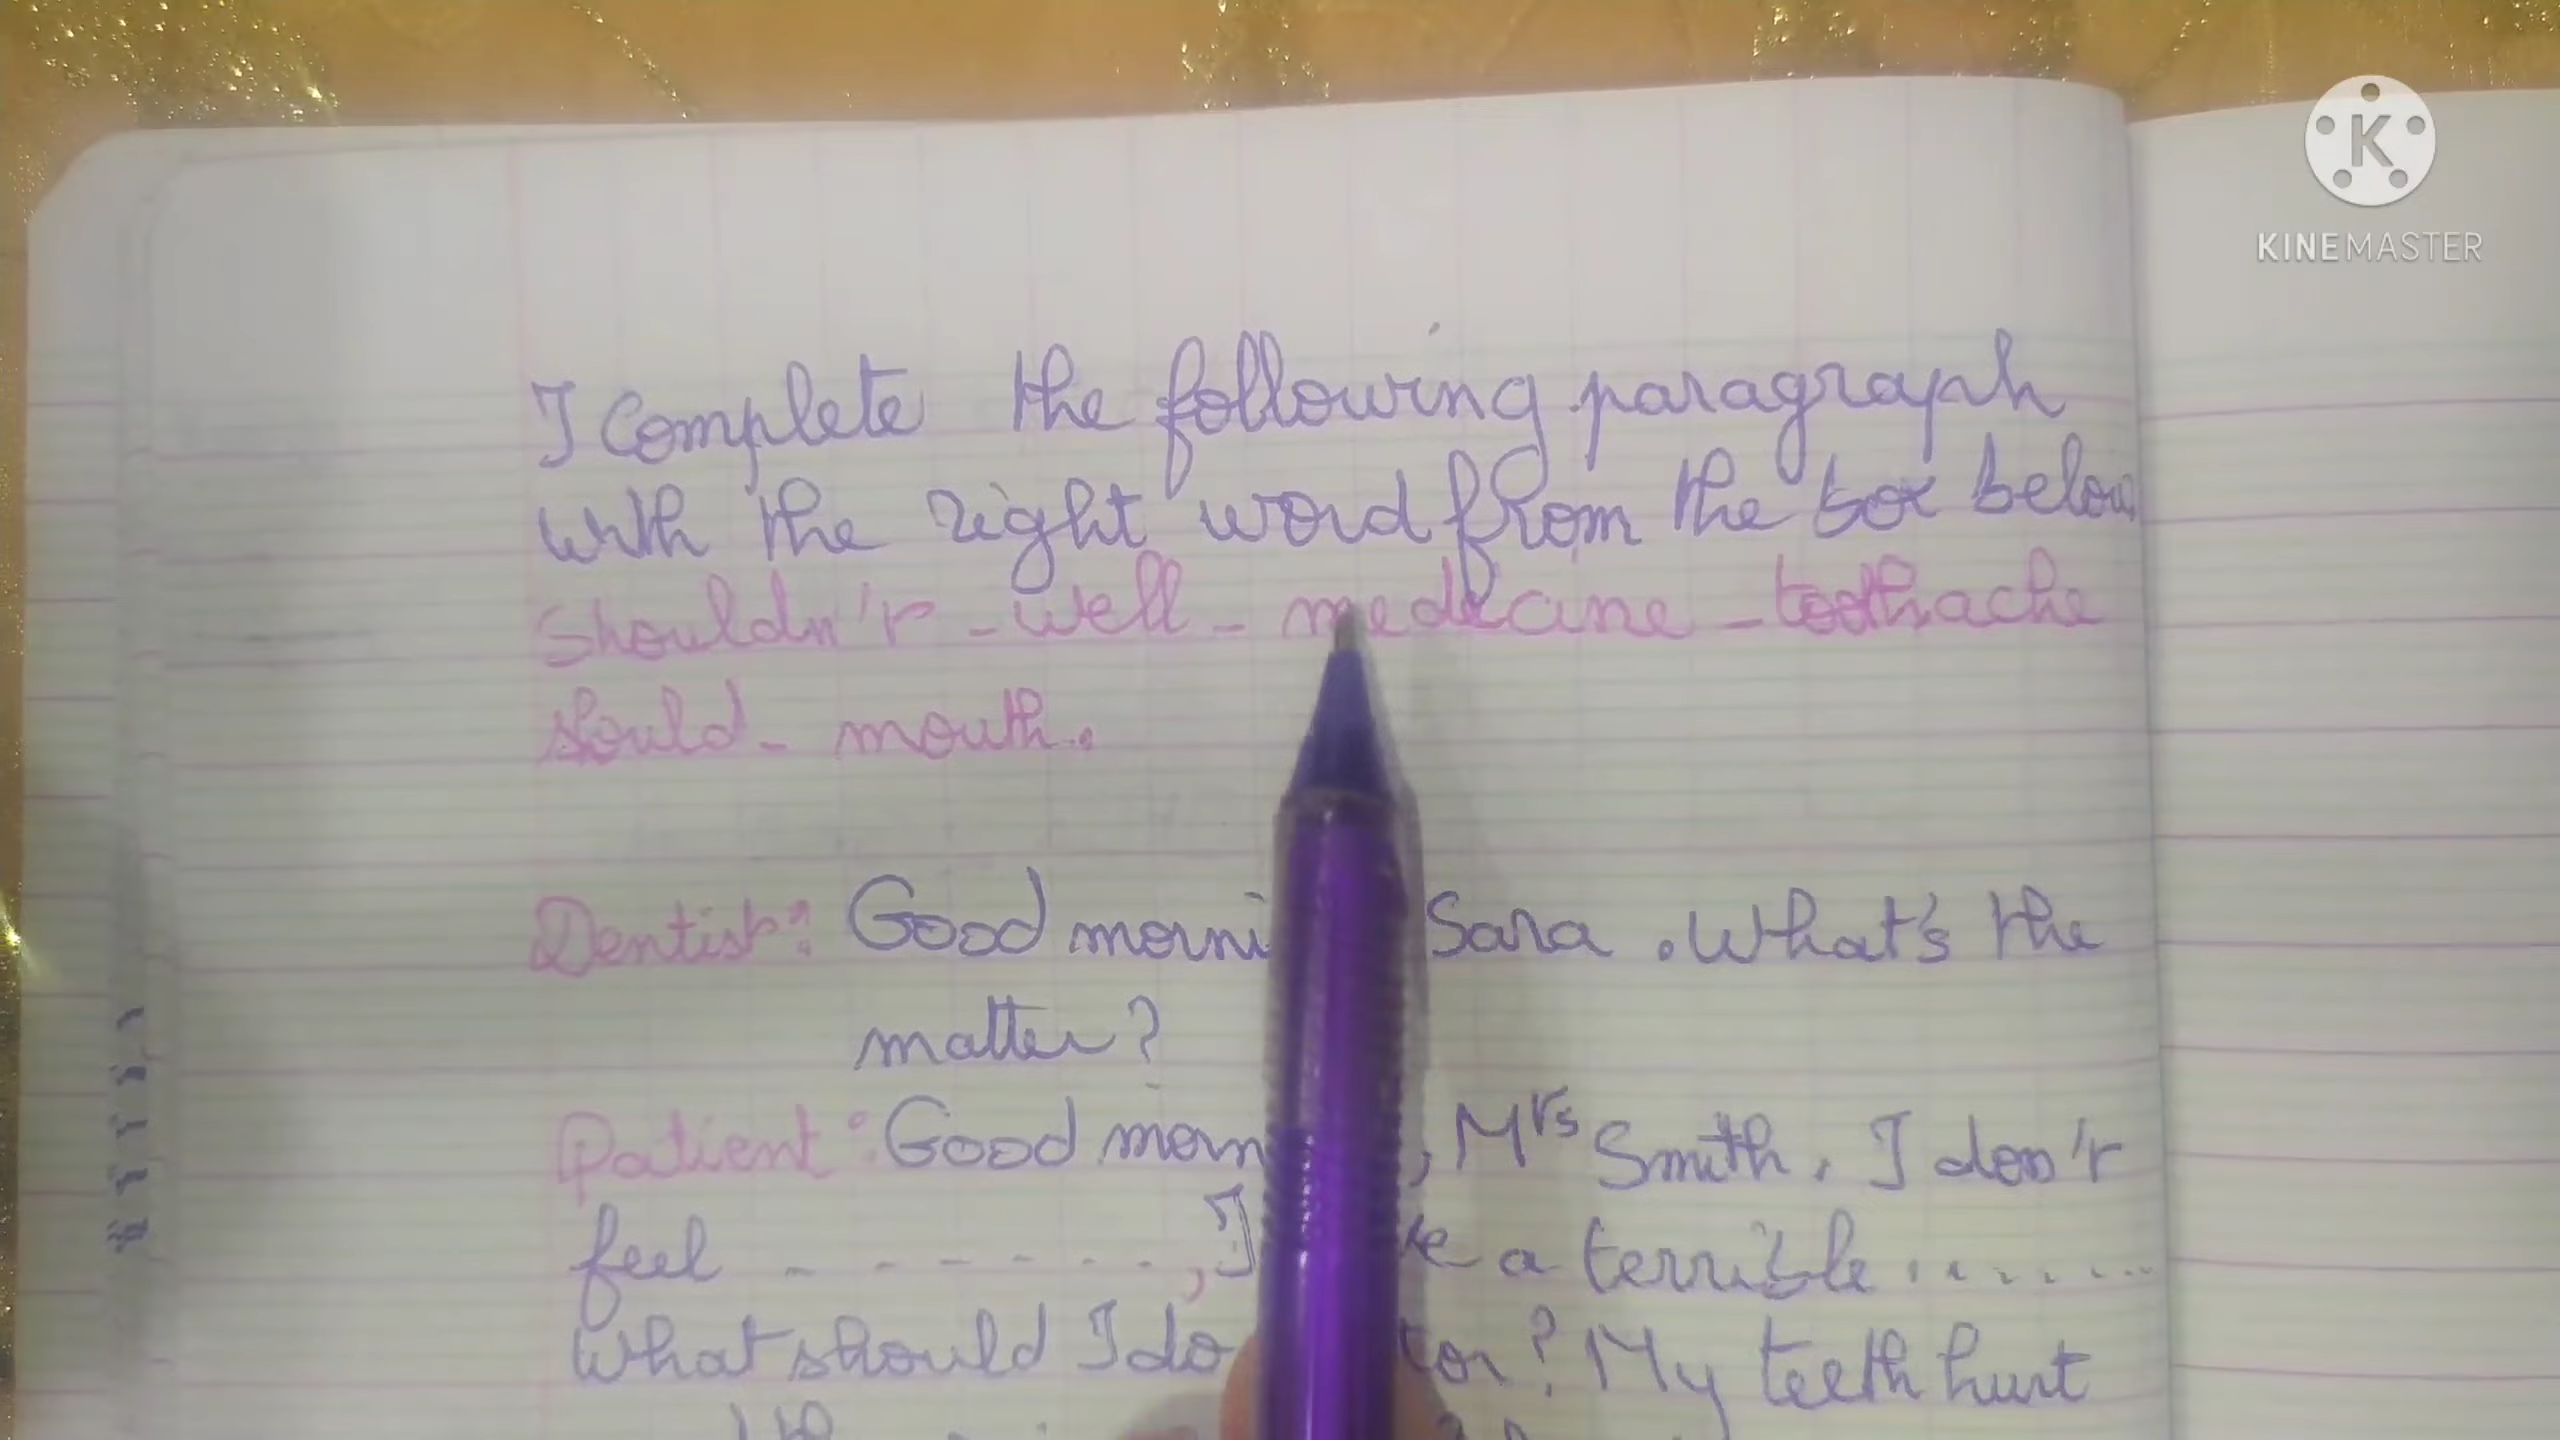 K
KINEMASTER
I complete the following paragraph
with the right word from the box below
Shouldn't - well - medecine - toothache
should - mouth.
Dentist: Good morni Sara. What's the
matter?
Patient: Good morn , Mrs Smith. I don't
feel - - - - - - - , I ve a terrible ........
What should I do tor? My teeth hurt